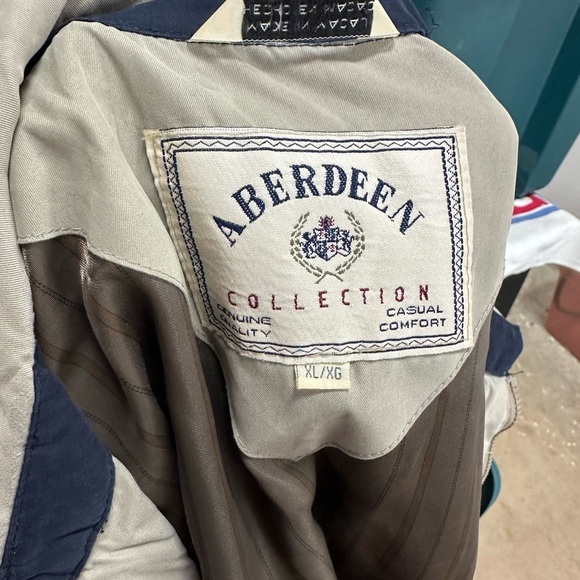 ABERDEEN
COLLECTION
GENUINE QUALITY
CASUAL COMFORT
XL/XG